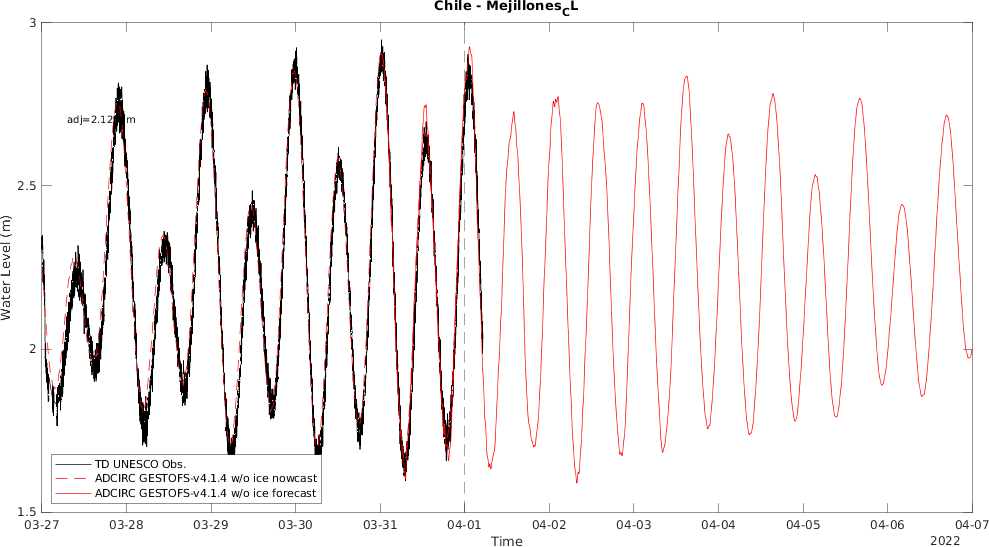 Chile - Mejillones_CL
3
2.5
2
1.5
Water Level (m)
adj=2.12 m
TD UNESCO Obs.
ADCIRC GESTOFS-v4.1.4 w/o ice nowcast
ADCIRC GESTOFS-v4.1.4 w/o ice forecast
03-27 03-28 03-29 03-30 03-31 04-01 04-02 04-03 04-04 04-05 04-06 04-07
Time
2022